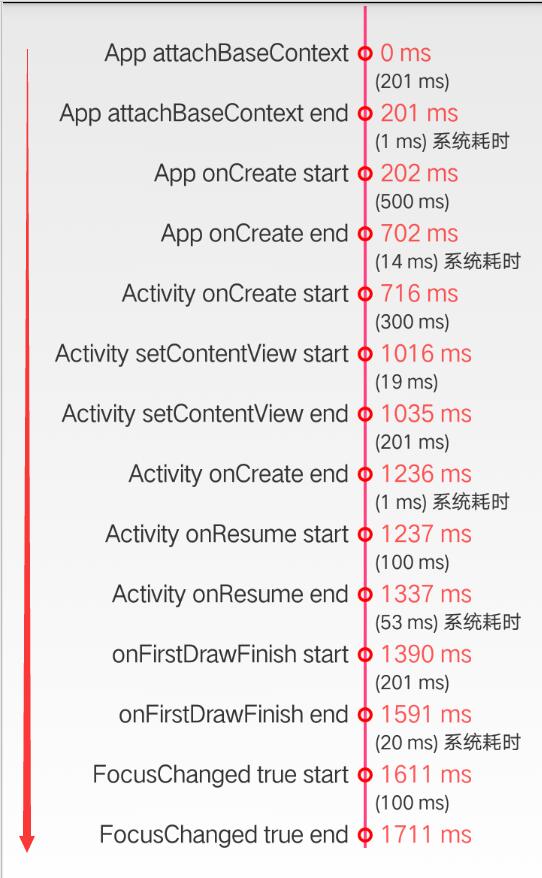 App attachBaseContext 0 ms
(201 ms)
App attachBaseContext end 201 ms
(1 ms) 系统耗时
App onCreate start 202 ms
(500 ms)
App onCreate end 702 ms
(14 ms) 系统耗时
Activity onCreate start 716 ms
(300 ms)
Activity setContentView start 1016 ms
(19 ms)
Activity setContentView end 1035 ms
(201 ms)
Activity onCreate end 1236 ms
(1 ms) 系统耗时
Activity onResume start 1237 ms
(100 ms)
Activity onResume end 1337 ms
(53 ms) 系统耗时
onFirstDrawFinish start 1390 ms
(201 ms)
onFirstDrawFinish end 1591 ms
(20 ms) 系统耗时
FocusChanged true start 1611 ms
(100 ms)
FocusChanged true end 1711 ms